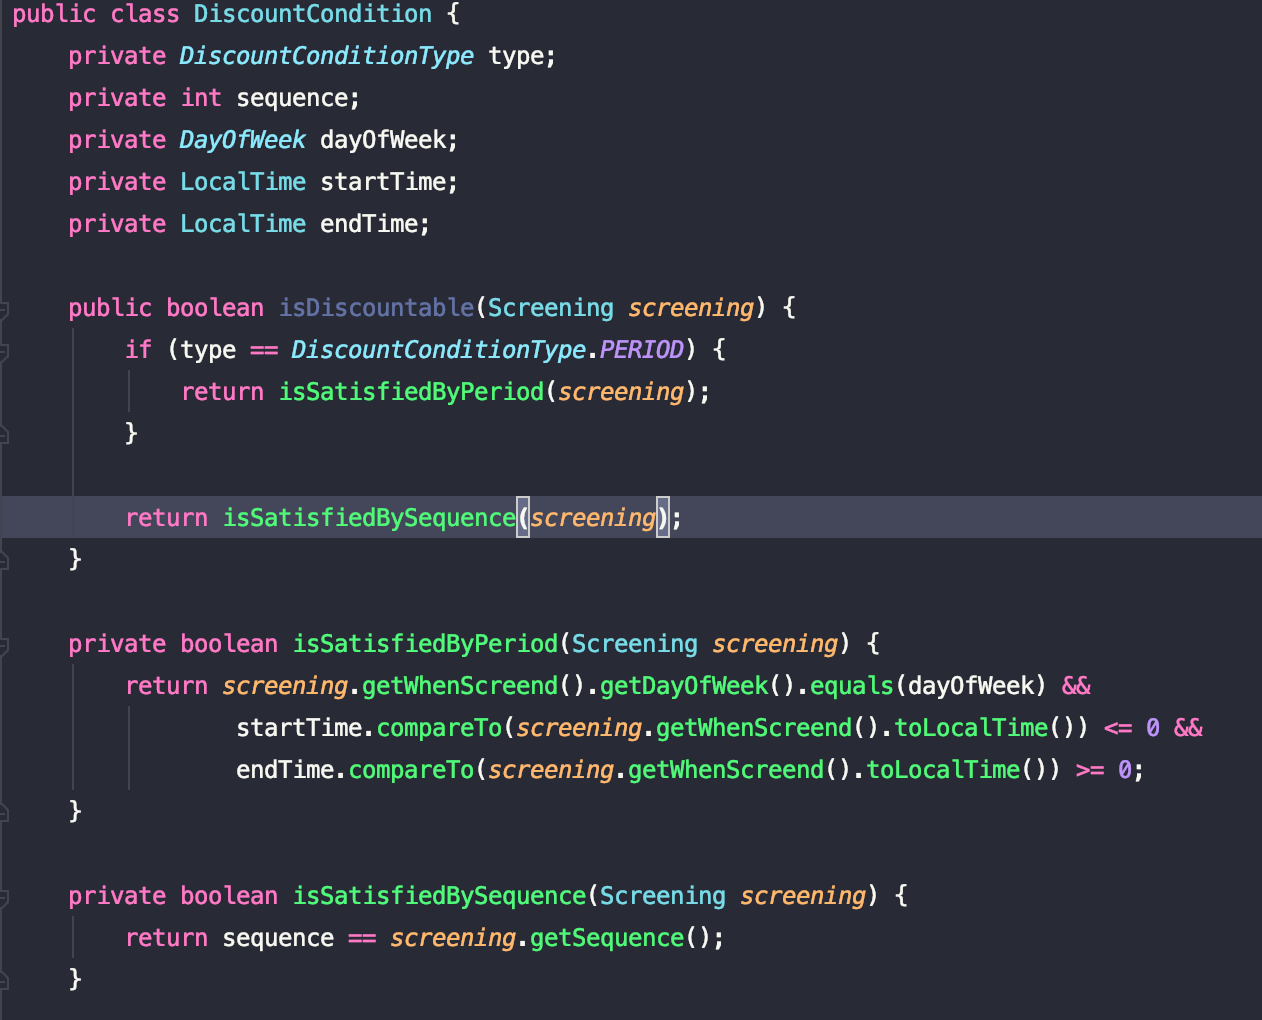 public class DiscountCondition {
    private DiscountConditionType type;
    private int sequence;
    private DayOfWeek dayOfWeek;
    private LocalTime startTime;
    private LocalTime endTime;

    public boolean isDiscountable(Screening screening) {
        if (type == DiscountConditionType.PERIOD) {
            return isSatisfiedByPeriod(screening);
        }

        return isSatisfiedBySequence(screening);
    }

    private boolean isSatisfiedByPeriod(Screening screening) {
        return screening.getWhenScreend().getDayOfWeek().equals(dayOfWeek) &&
                startTime.compareTo(screening.getWhenScreend().toLocalTime()) <= 0 &&
                endTime.compareTo(screening.getWhenScreend().toLocalTime()) >= 0;
    }

    private boolean isSatisfiedBySequence(Screening screening) {
        return sequence == screening.getSequence();
    }